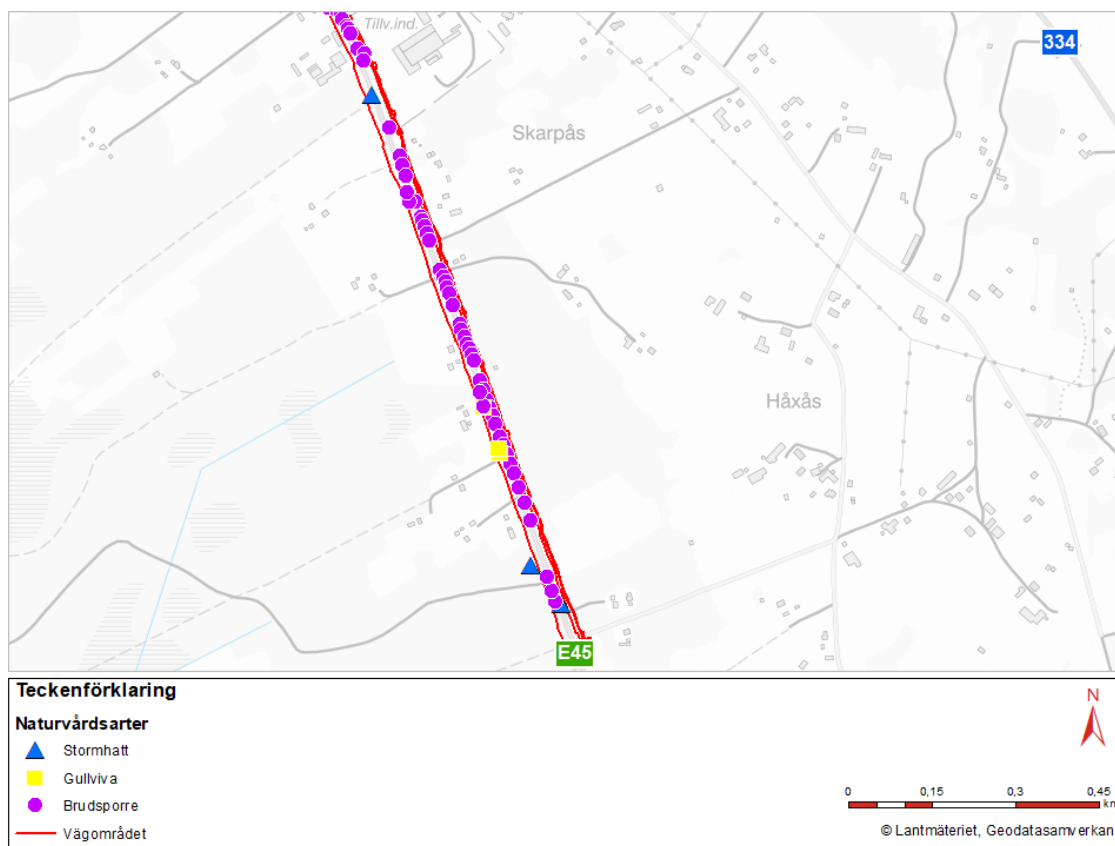 Tillv.ind.
334
Skarpås
Håxås
E45
Teckenförklaring
Naturvårdsarter
Stormhatt
Gullviva
Brudsporre
Vägområdet
N
0 0,15 0,3 0,45
km
© Lantmäteriet, Geodatasamverkan